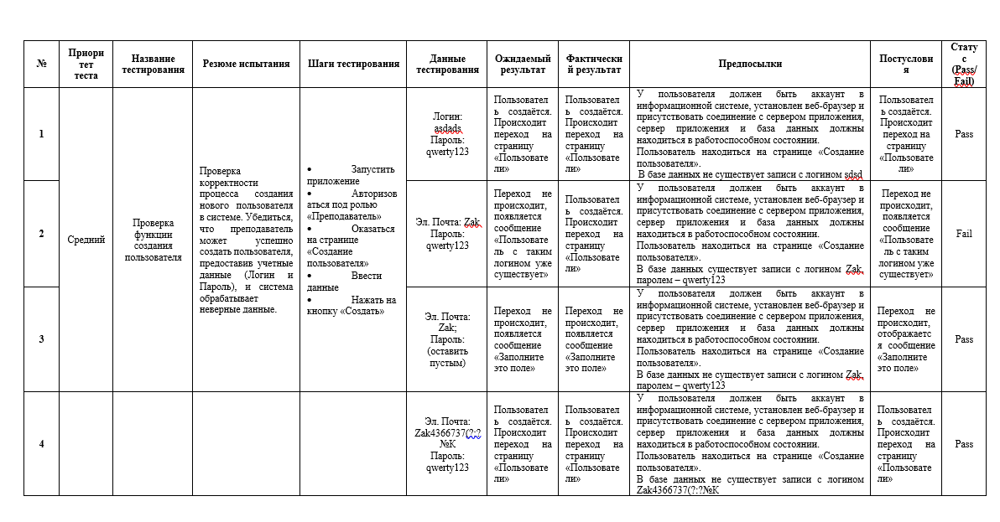 №
Приори
тет
теста
Название
тестирования
Резюме испытания
Шаги тестирования
Данные
тестирования
Ожидаемый
результат
Фактически
й результат
Предпосылки
Постуслови
я
Стату
с
(Pass/
Fail)
1
Средний
Проверка
функции
создания
пользователя
Проверка
корректности
процесса создания
нового пользователя
в системе. Убедиться,
что преподаватель
может успешно
создать пользователя,
предоставив учетные
данные (Логин и
Пароль), и система
обрабатывает
неверные данные.
• Запустить
приложение
• Авторизов
аться под ролью
«Преподаватель»
• Оказаться
на странице
«Создание
пользователя»
• Ввести
данные
• Нажать на
кнопку «Создать»
Логин:
asdads
Пароль:
qwerty123
Пользовател
ь создаётся.
Происходит
переход на
страницу
«Пользовате
ли»
Пользовател
ь создаётся.
Происходит
переход на
страницу
«Пользовате
ли»
У пользователя должен быть аккаунт в
информационной системе, установлен веб-браузер и
присутствовать соединение с сервером приложения,
сервер приложения и база данных должны
находиться в работоспособном состоянии.
Пользователь находиться на странице «Создание
пользователя».
В базе данных не существует записи с логином sdsd
Пользовател
ь создаётся.
Происходит
переход на
страницу
«Пользовате
ли»
Pass
2
Эл. Почта: Zak
Пароль:
qwerty123
Переход не
происходит,
появляется
сообщение
«Пользовате
ль с таким
логином уже
существует»
Пользовател
ь создаётся.
Происходит
переход на
страницу
«Пользовате
ли»
У пользователя должен быть аккаунт в
информационной системе, установлен веб-браузер и
присутствовать соединение с сервером приложения,
сервер приложения и база данных должны
находиться в работоспособном состоянии.
Пользователь находиться на странице «Создание
пользователя».
В базе данных существует записи с логином Zak,
паролем – qwerty123
Переход не
происходит,
появляется
сообщение
«Пользовате
ль с таким
логином уже
существует»
Fail
3
Эл. Почта:
Zak;
Пароль:
(оставить
пустым)
Переход не
происходит,
появляется
сообщение
«Заполните
это поле»
Переход не
происходит,
появляется
сообщение
«Заполните
это поле»
У пользователя должен быть аккаунт в
информационной системе, установлен веб-браузер и
присутствовать соединение с сервером приложения,
сервер приложения и база данных должны
находиться в работоспособном состоянии.
Пользователь находиться на странице «Создание
пользователя».
В базе данных не существует записи с логином Zak,
паролем – qwerty123
Переход не
происходит,
отображаетс
я сообщение
«Заполните
это поле»
Pass
4
Эл. Почта:
Zak4366737(?:?
№K
Пароль:
qwerty123
Пользовател
ь создаётся.
Происходит
переход на
страницу
«Пользовате
ли»
Пользовател
ь создаётся.
Происходит
переход на
страницу
«Пользовате
ли»
У пользователя должен быть аккаунт в
информационной системе, установлен веб-браузер и
присутствовать соединение с сервером приложения,
сервер приложения и база данных должны
находиться в работоспособном состоянии.
Пользователь находиться на странице «Создание
пользователя».
В базе данных не существует записи с логином
Zak4366737(?:?№K
Пользовател
ь создаётся.
Происходит
переход на
страницу
«Пользовате
ли»
Pass